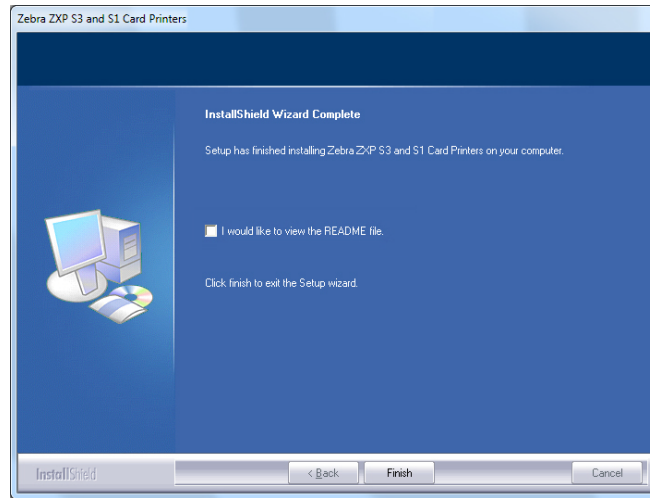 Zebra ZXP S3 and S1 Card Printers
InstallShield Wizard Complete
Setup has finished installing Zebra ZXP S3 and S1 Card Printers on your computer.
I would like to view the README file.
Click finish to exit the Setup wizard.
InstallShield
< Back
Finish
Cancel